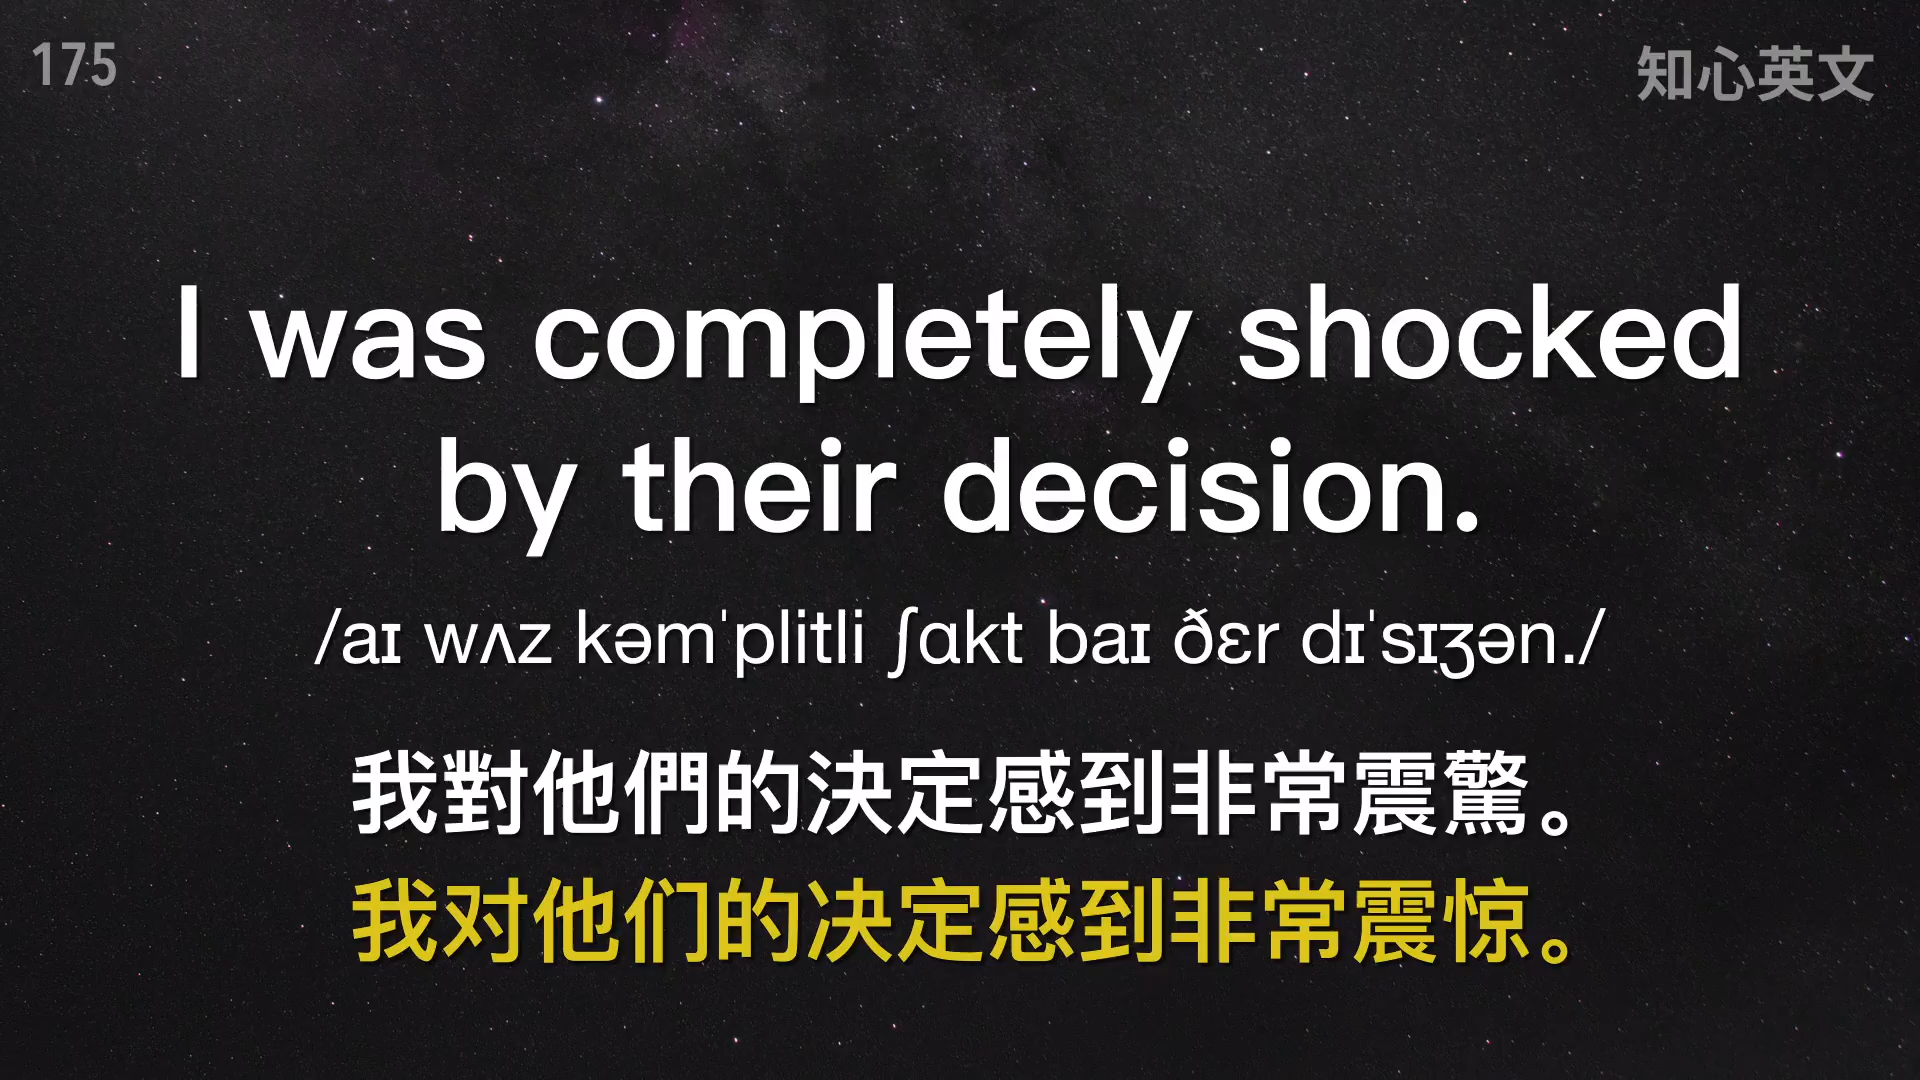 175
知心英文
I was completely shocked
by their decision.
/aɪ wʌz kəmˈplitli ʃɑkt baɪ ðɛr dɪˈsɪʒən./
我對他們的決定感到非常震驚。
我对他们的决定感到非常震惊。